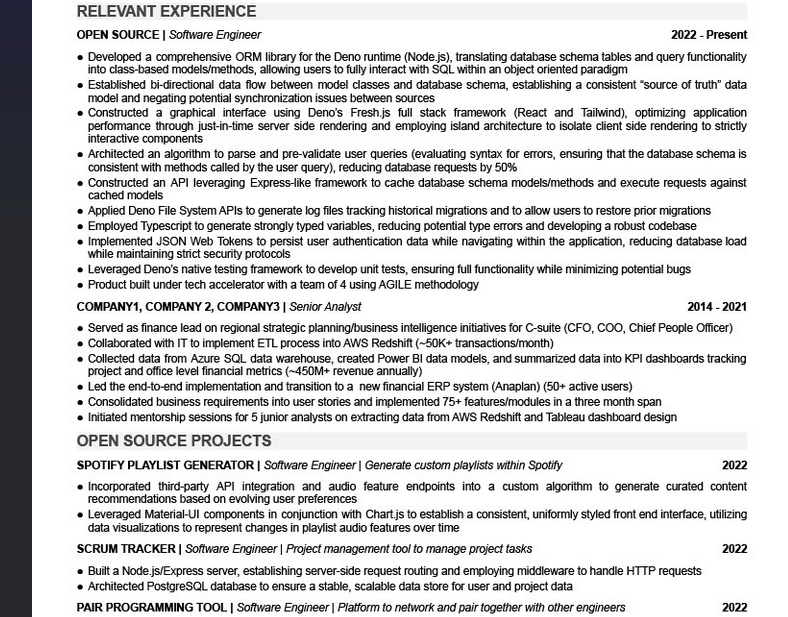 RELEVANT EXPERIENCE
OPEN SOURCE | Software Engineer 2022 - Present
● Developed a comprehensive ORM library for the Deno runtime (Node.js), translating database schema tables and query functionality
into class-based models/methods, allowing users to fully interact with SQL within an object oriented paradigm
● Established bi-directional data flow between model classes and database schema, establishing a consistent “source of truth” data
model and negating potential synchronization issues between sources
● Constructed a graphical interface using Deno's Fresh.js full stack framework (React and Tailwind), optimizing application
performance through just-in-time server side rendering and employing island architecture to isolate client side rendering to strictly
interactive components
● Architected an algorithm to parse and pre-validate user queries (evaluating syntax for errors, ensuring that the database schema is
consistent with methods called by the user query), reducing database requests by 50%
● Constructed an API leveraging Express-like framework to cache database schema models/methods and execute requests against
cached models
● Applied Deno File System APIs to generate log files tracking historical migrations and to allow users to restore prior migrations
● Employed Typescript to generate strongly typed variables, reducing potential type errors and developing a robust codebase
● Implemented JSON Web Tokens to persist user authentication data while navigating within the application, reducing database load
while maintaining strict security protocols
● Leveraged Deno's native testing framework to develop unit tests, ensuring full functionality while minimizing potential bugs
● Product built under tech accelerator with a team of 4 using AGILE methodology
COMPANY1, COMPANY 2, COMPANY3 | Senior Analyst 2014 - 2021
● Served as finance lead on regional strategic planning/business intelligence initiatives for C-suite (CFO, COO, Chief People Officer)
● Collaborated with IT to implement ETL process into AWS Redshift (~50K+ transactions/month)
● Collected data from Azure SQL data warehouse, created Power BI data models, and summarized data into KPI dashboards tracking
project and office level financial metrics (~450M+ revenue annually)
● Led the end-to-end implementation and transition to a new financial ERP system (Anaplan) (50+ active users)
● Consolidated business requirements into user stories and implemented 75+ features/modules in a three month span
● Initiated mentorship sessions for 5 junior analysts on extracting data from AWS Redshift and Tableau dashboard design
OPEN SOURCE PROJECTS
SPOTIFY PLAYLIST GENERATOR | Software Engineer | Generate custom playlists within Spotify 2022
● Incorporated third-party API integration and audio feature endpoints into a custom algorithm to generate curated content
recommendations based on evolving user preferences
● Leveraged Material-UI components in conjunction with Chart.js to establish a consistent, uniformly styled front end interface, utilizing
data visualizations to represent changes in playlist audio features over time
SCRUM TRACKER | Software Engineer | Project management tool to manage project tasks 2022
● Built a Node.js/Express server, establishing server-side request routing and employing middleware to handle HTTP requests
● Architected PostgreSQL database to ensure a stable, scalable data store for user and project data
PAIR PROGRAMMING TOOL | Software Engineer | Platform to network and pair together with other engineers 2022